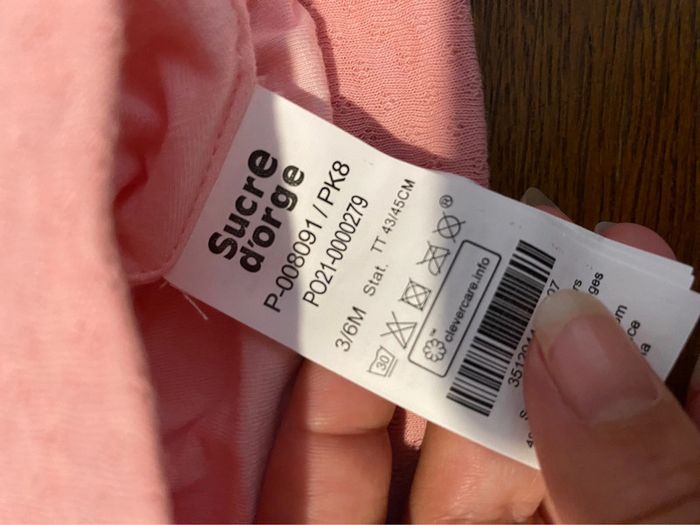 Sucre
d'orge
P-008091 / PK8
PO21-0000279
3/6M Stat. TT 43/45CM
30
®
clevercare.info